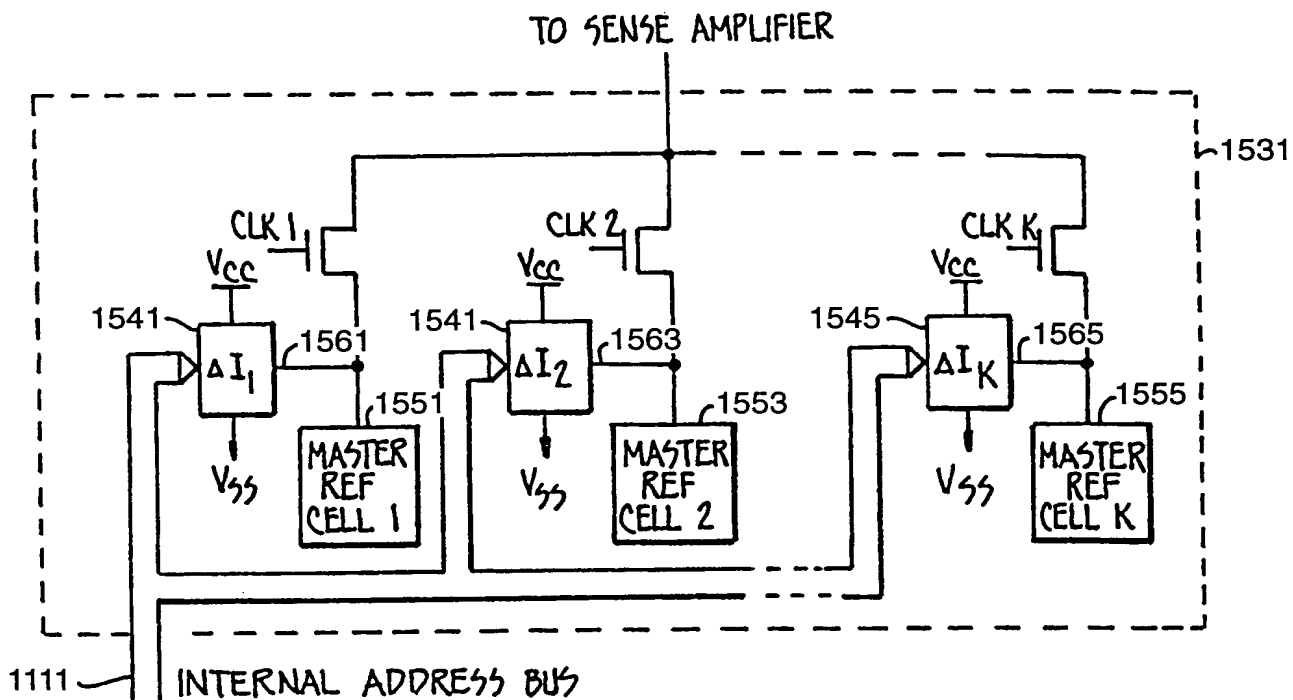 TO SENSE AMPLIFIER
1531
CLK 1
CLK 2
CLK K
VCC
VCC
VCC
1541
1561
1541
1563
1545
1565
ΔI1
ΔI2
ΔIK
1551
1553
1555
VSS
VSS
VSS
MASTER
REF
CELL 1
MASTER
REF
CELL 2
MASTER
REF
CELL K
1111
INTERNAL ADDRESS BUS